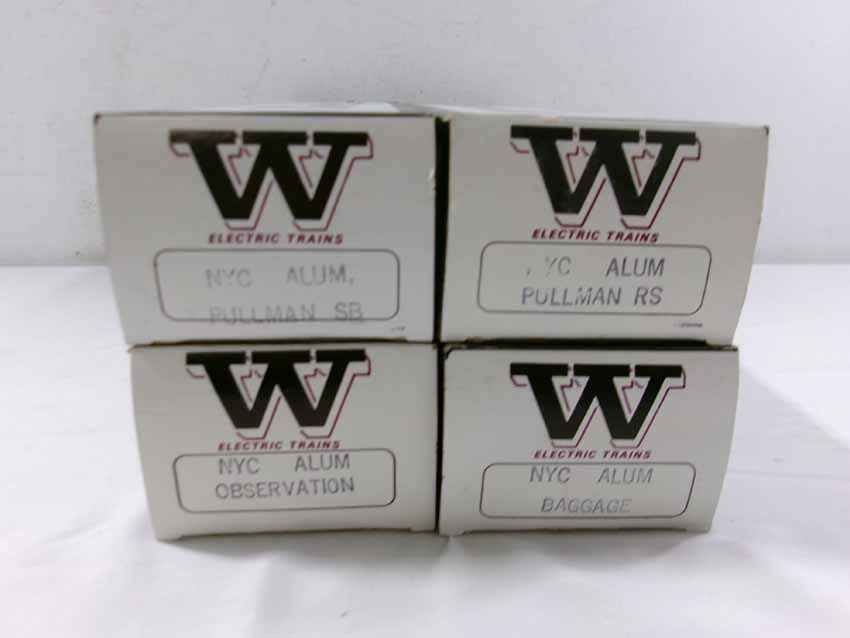 W
ELECTRIC TRAINS
NYC ALUM,
PULLMAN SB
W
ELECTRIC TRAINS
NYC ALUM
PULLMAN RS
W
ELECTRIC TRAINS
NYC ALUM
OBSERVATION
W
ELECTRIC TRAINS
NYC ALUM
BAGGAGE